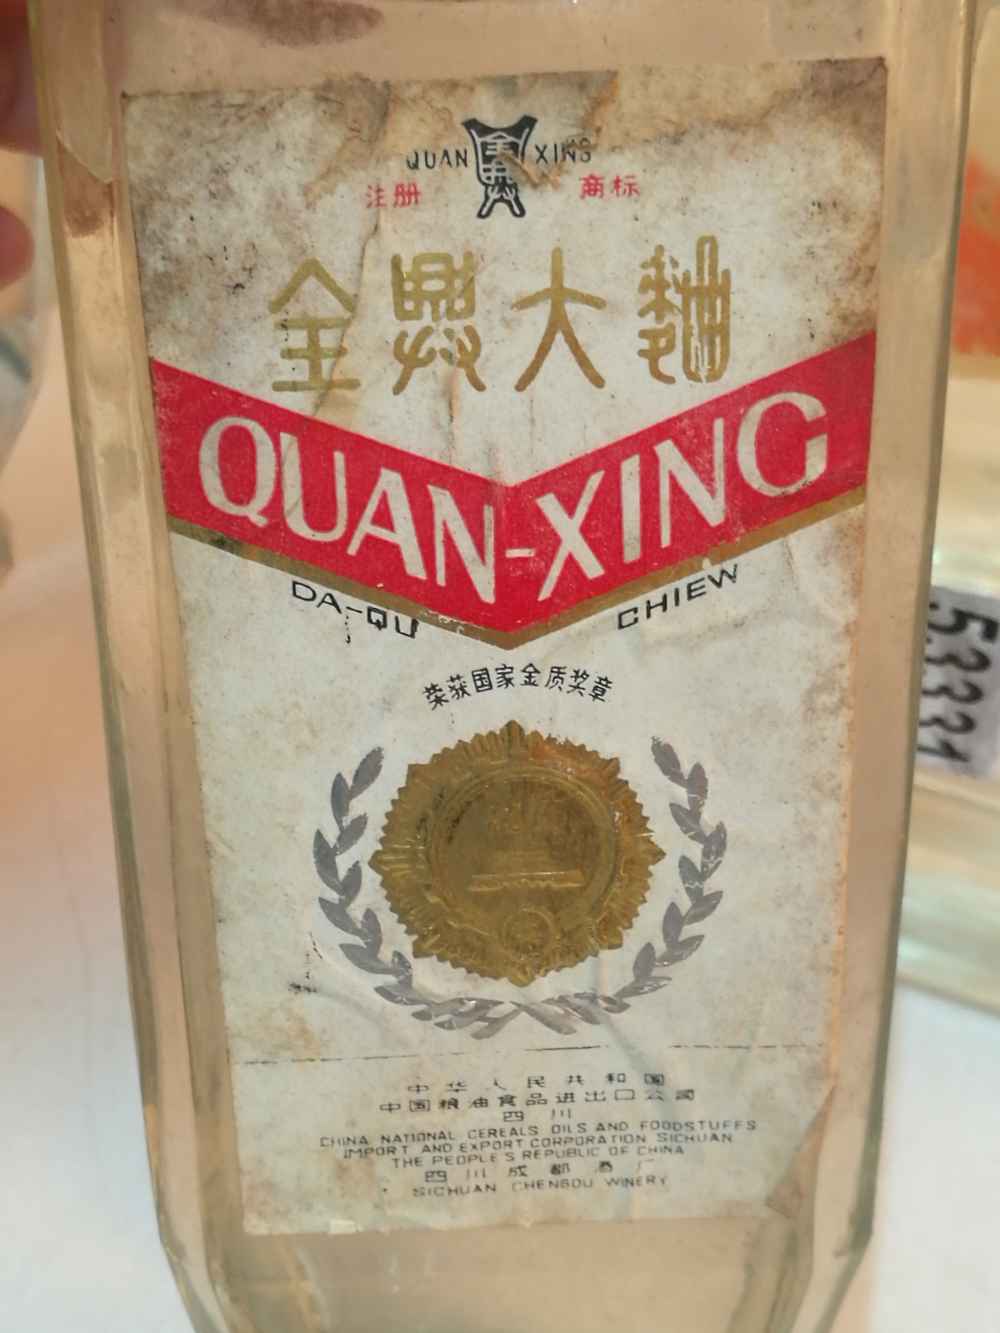 QUAN XING
全興
注册 商标
全興大麯
QUAN-XING
DA-QU CHIEW
荣获国家金质奖章
中华人民共和国
中国粮油食品进出口公司
四川
CHINA NATIONAL CEREALS OILS AND FOODSTUFFS
IMPORT AND EXPORT CORPORATION SICHUAN
THE PEOPLE'S REPUBLIC OF CHINA
四川成都酒厂
SICHUAN CHENGDU WINERY
53331